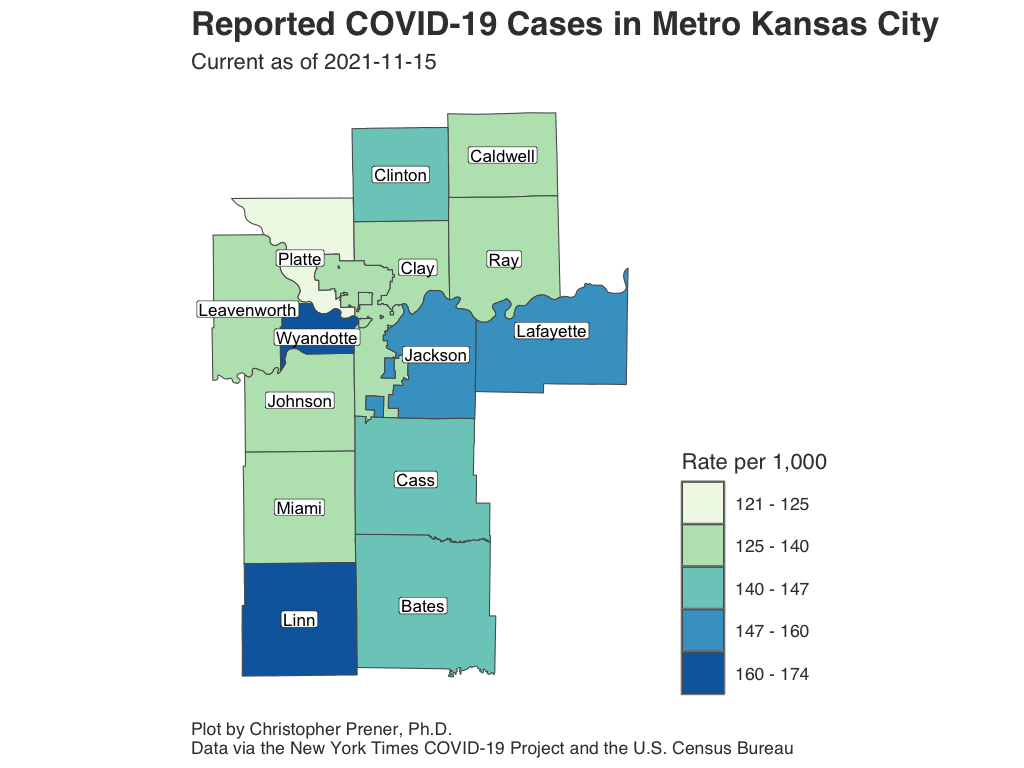 Reported COVID-19 Cases in Metro Kansas City
Current as of 2021-11-15
Caldwell
Clinton
Platte
Clay
Ray
Leavenworth
Wyandotte
Lafayette
Jackson
Johnson
Cass
Miami
Bates
Linn
Rate per 1,000
121 - 125
125 - 140
140 - 147
147 - 160
160 - 174
Plot by Christopher Prener, Ph.D.
Data via the New York Times COVID-19 Project and the U.S. Census Bureau